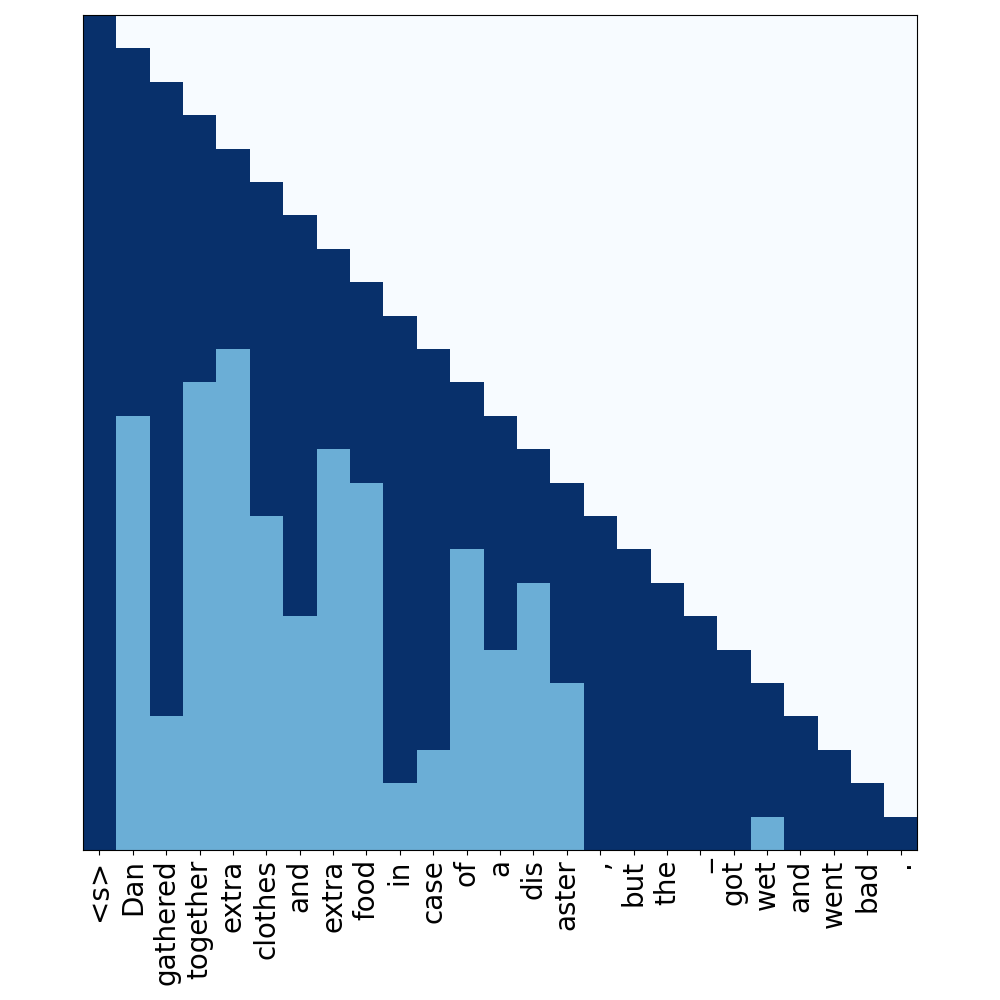 <s>
Dan
gathered
together
extra
clothes
and
extra
food
in
case
of
a
dis
aster
,
but
the
_
got
wet
and
went
bad
.